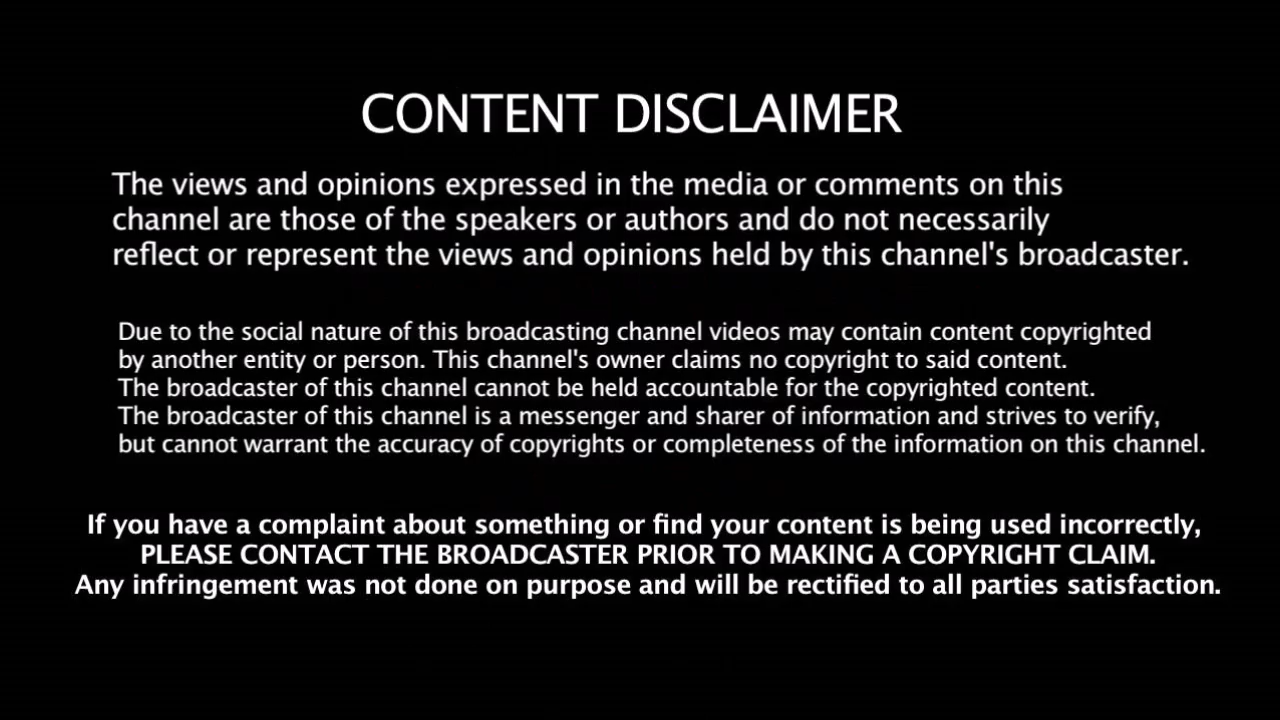 CONTENT DISCLAIMER
The views and opinions expressed in the media or comments on this
channel are those of the speakers or authors and do not necessarily
reflect or represent the views and opinions held by this channel's broadcaster.
Due to the social nature of this broadcasting channel videos may contain content copyrighted
by another entity or person. This channel's owner claims no copyright to said content.
The broadcaster of this channel cannot be held accountable for the copyrighted content.
The broadcaster of this channel is a messenger and sharer of information and strives to verify,
but cannot warrant the accuracy of copyrights or completeness of the information on this channel.
If you have a complaint about something or find your content is being used incorrectly,
PLEASE CONTACT THE BROADCASTER PRIOR TO MAKING A COPYRIGHT CLAIM.
Any infringement was not done on purpose and will be rectified to all parties satisfaction.